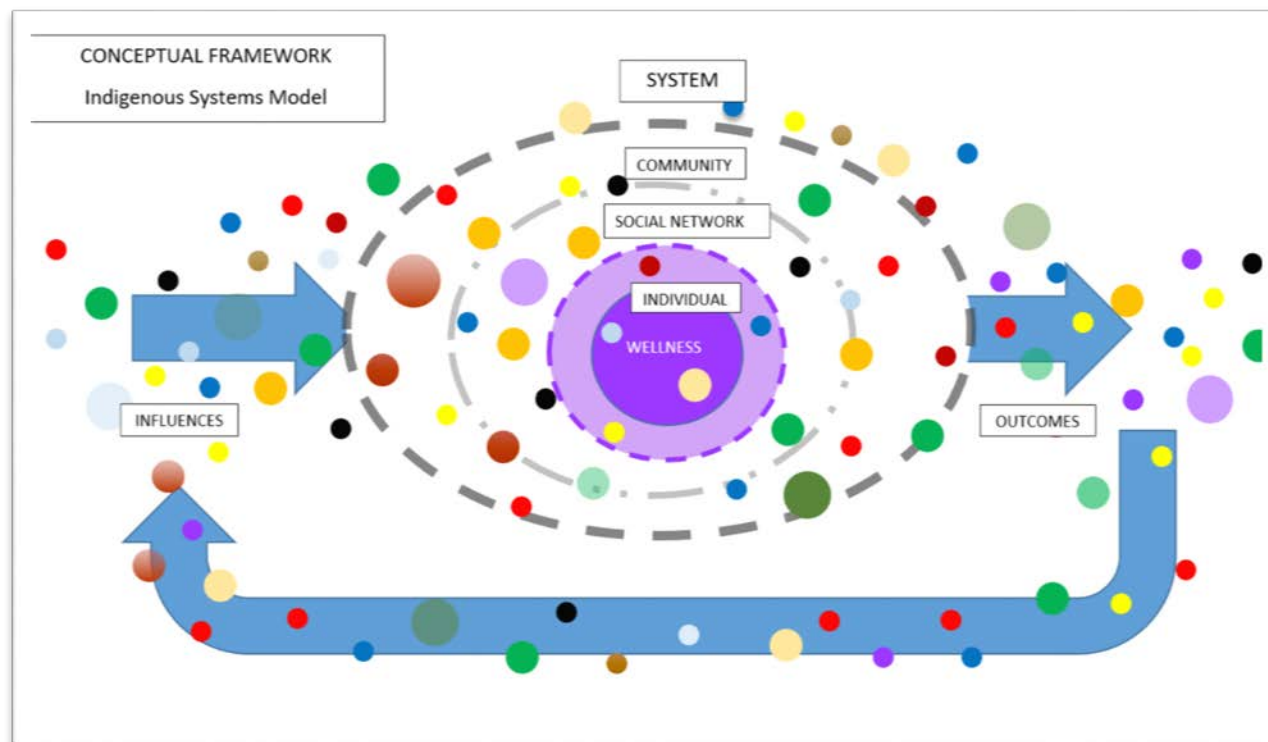 CONCEPTUAL FRAMEWORK
Indigenous Systems Model
SYSTEM
COMMUNITY
SOCIAL NETWORK
INDIVIDUAL
WELLNESS
INFLUENCES
OUTCOMES